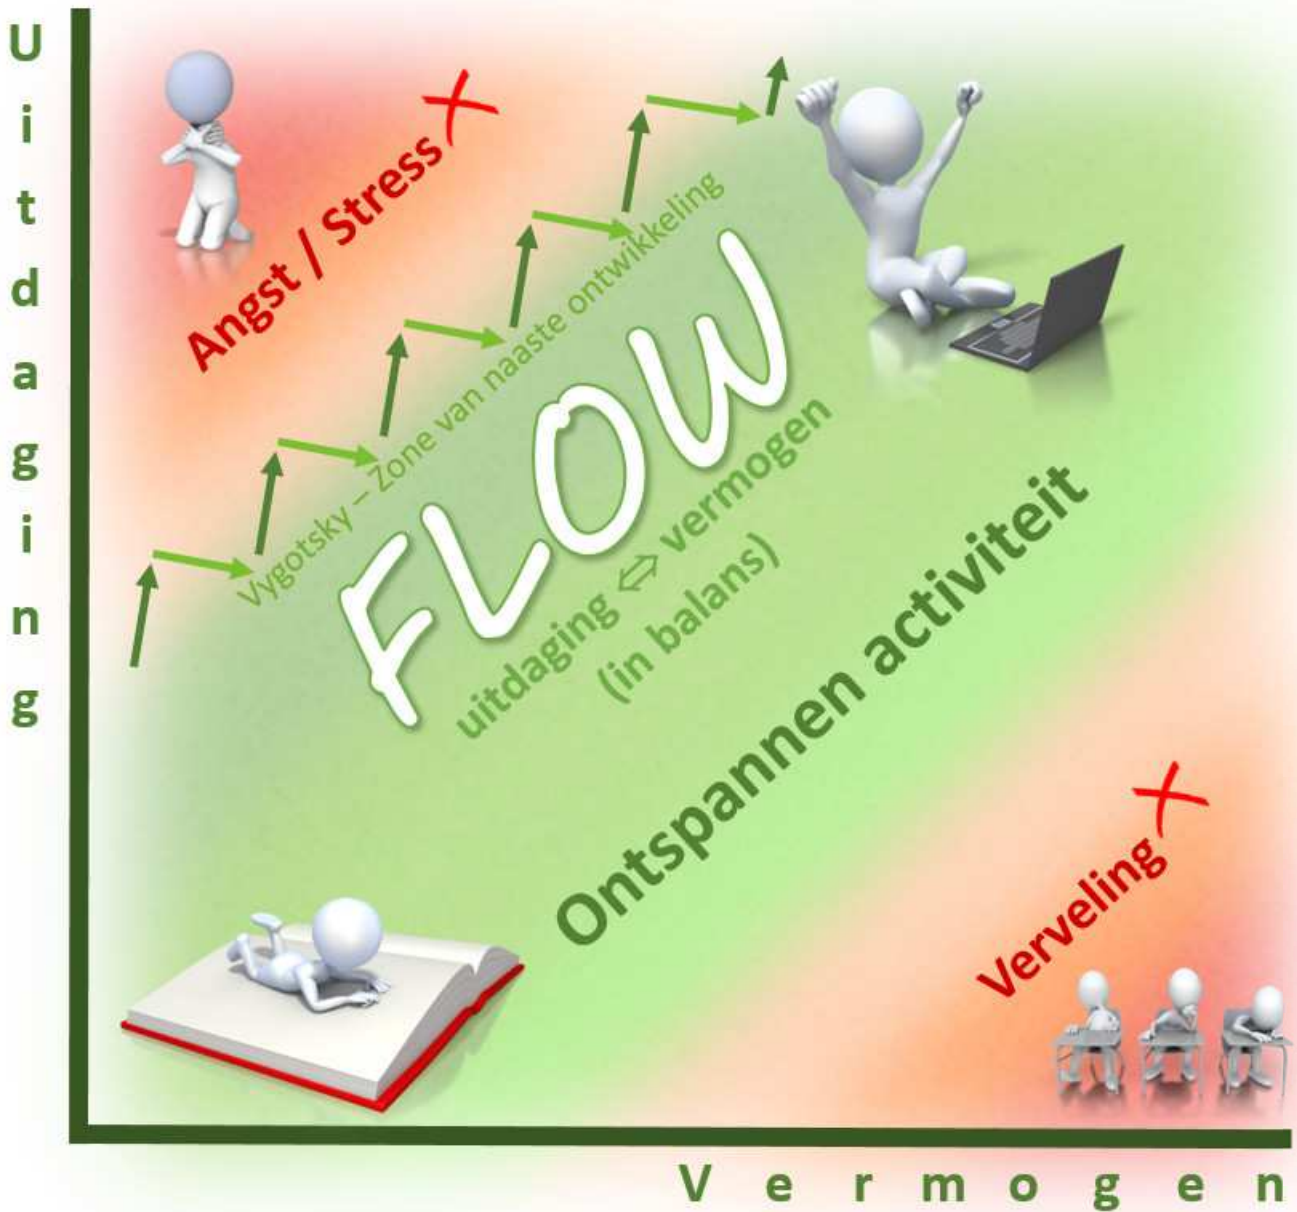 Uitdaging
Angst / Stress
Vygotsky – Zone van naaste ontwikkeling
FLOW
uitdaging ⇔ vermogen
(in balans)
Ontspannen activiteit
Verveling
Vermogen